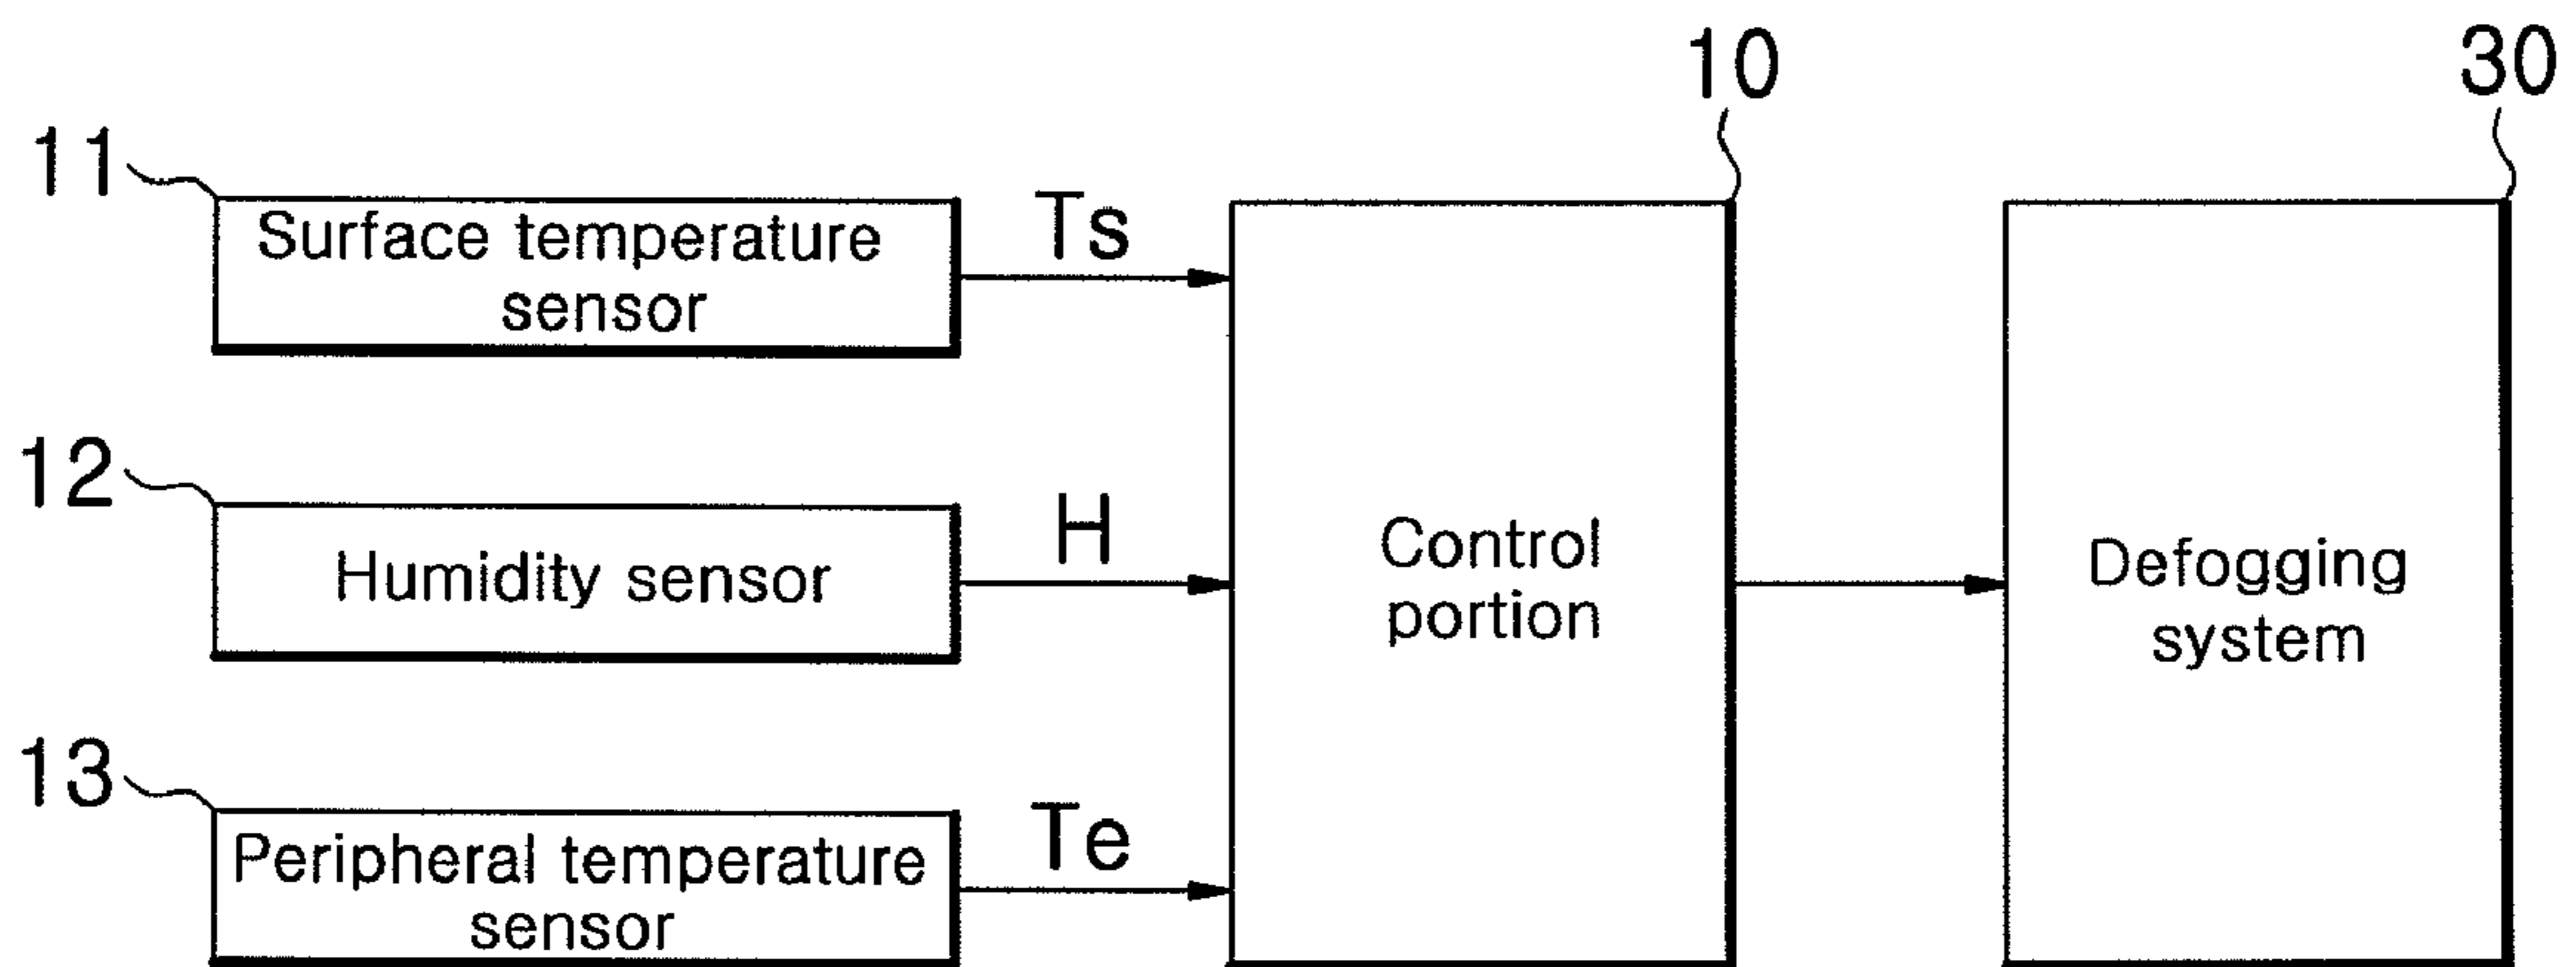 10
30
11
Surface temperature
sensor
Ts
12
Humidity sensor
H
Control
portion
Defogging
system
13
Peripheral temperature
sensor
Te